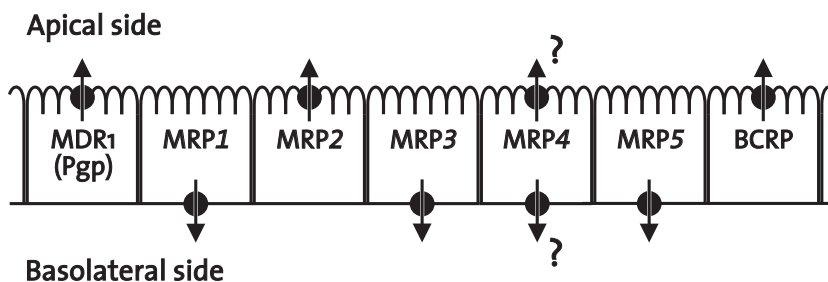 Apical side
?
MDR1 MRP1 MRP2 MRP3 MRP4 MRP5 BCRP
(Pgp)
?
Basolateral side